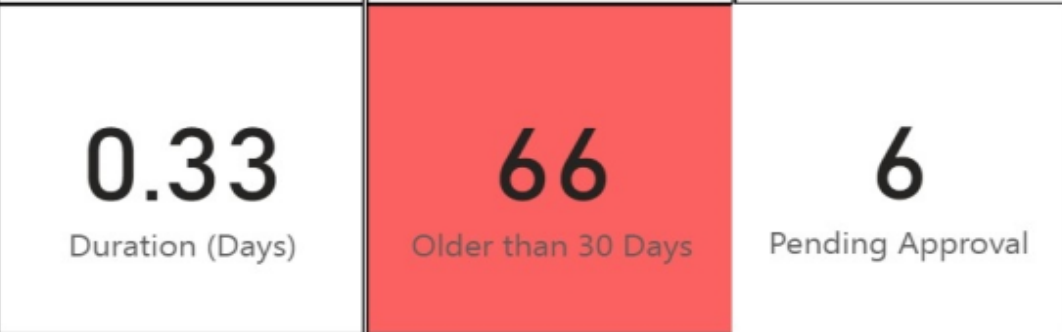 0.33
Duration (Days)
66
Older than 30 Days
6
Pending Approval